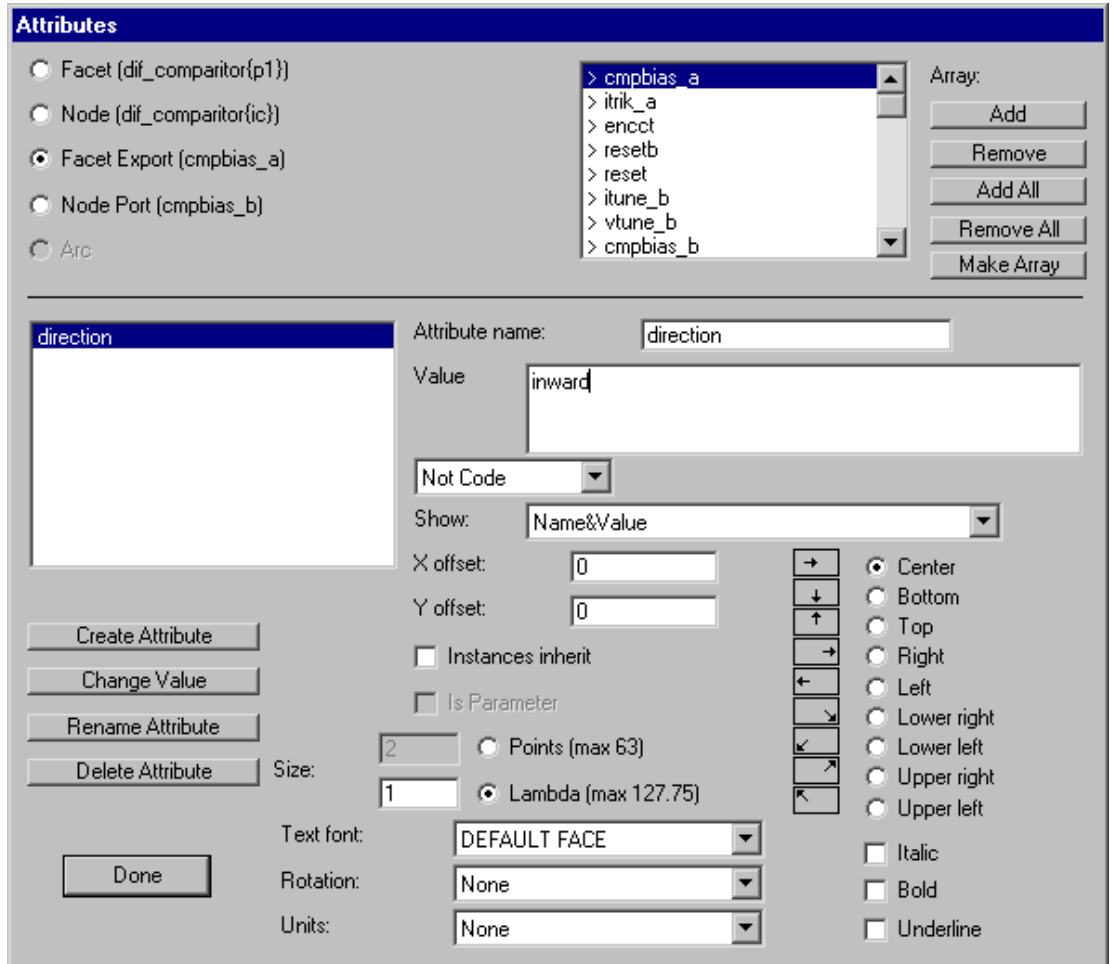 Attributes
Facet (dif_comparitor{p1})
Node (dif_comparitor{ic})
Facet Export (cmpbias_a)
Node Port (cmpbias_b)
Arc
> cmpbias_a
> itrik_a
> encct
> resetb
> reset
> itune_b
> vtune_b
> cmpbias_b
Array:
Add
Remove
Add All
Remove All
Make Array
direction
Attribute name:
direction
Value
inward
Not Code
Show:
Name&Value
X offset:
0
Y offset:
0
Instances inherit
Is Parameter
Create Attribute
Change Value
Rename Attribute
Delete Attribute
Size:
2
Points (max 63)
1
Lambda (max 127.75)
Center
Bottom
Top
Right
Left
Lower right
Lower left
Upper right
Upper left
Text font:
DEFAULT FACE
Rotation:
None
Units:
None
Italic
Bold
Underline
Done